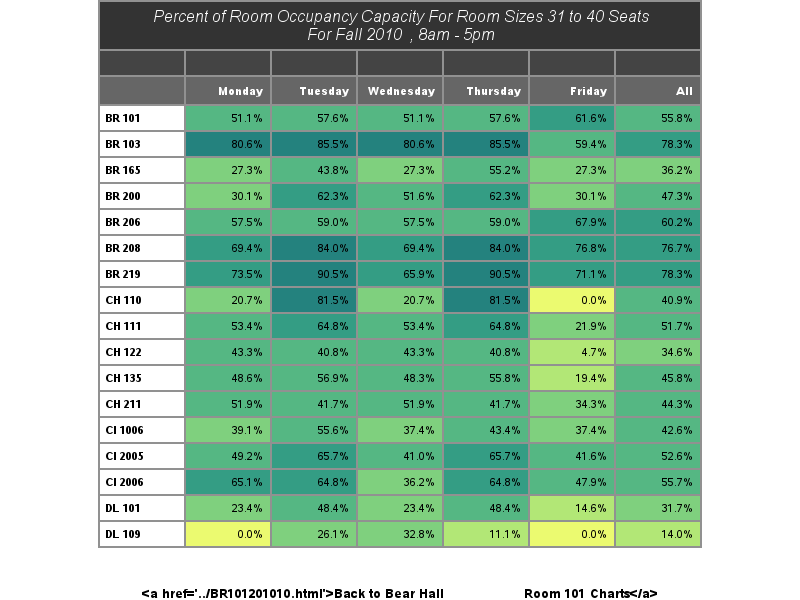 Percent of Room Occupancy Capacity For Room Sizes 31 to 40 Seats
For Fall 2010 , 8am - 5pm
Monday Tuesday Wednesday Thursday Friday All
BR 101 51.1% 57.6% 51.1% 57.6% 61.6% 55.8%
BR 103 80.6% 85.5% 80.6% 85.5% 59.4% 78.3%
BR 165 27.3% 43.8% 27.3% 55.2% 27.3% 36.2%
BR 200 30.1% 62.3% 51.6% 62.3% 30.1% 47.3%
BR 206 57.5% 59.0% 57.5% 59.0% 67.9% 60.2%
BR 208 69.4% 84.0% 69.4% 84.0% 76.8% 76.7%
BR 219 73.5% 90.5% 65.9% 90.5% 71.1% 78.3%
CH 110 20.7% 81.5% 20.7% 81.5% 0.0% 40.9%
CH 111 53.4% 64.8% 53.4% 64.8% 21.9% 51.7%
CH 122 43.3% 40.8% 43.3% 40.8% 4.7% 34.6%
CH 135 48.6% 56.9% 48.3% 55.8% 19.4% 45.8%
CH 211 51.9% 41.7% 51.9% 41.7% 34.3% 44.3%
CI 1006 39.1% 55.6% 37.4% 43.4% 37.4% 42.6%
CI 2005 49.2% 65.7% 41.0% 65.7% 41.6% 52.6%
CI 2006 65.1% 64.8% 36.2% 64.8% 47.9% 55.7%
DL 101 23.4% 48.4% 23.4% 48.4% 14.6% 31.7%
DL 109 0.0% 26.1% 32.8% 11.1% 0.0% 14.0%
<a href='../BR101201010.html'>Back to Bear Hall Room 101 Charts</a>